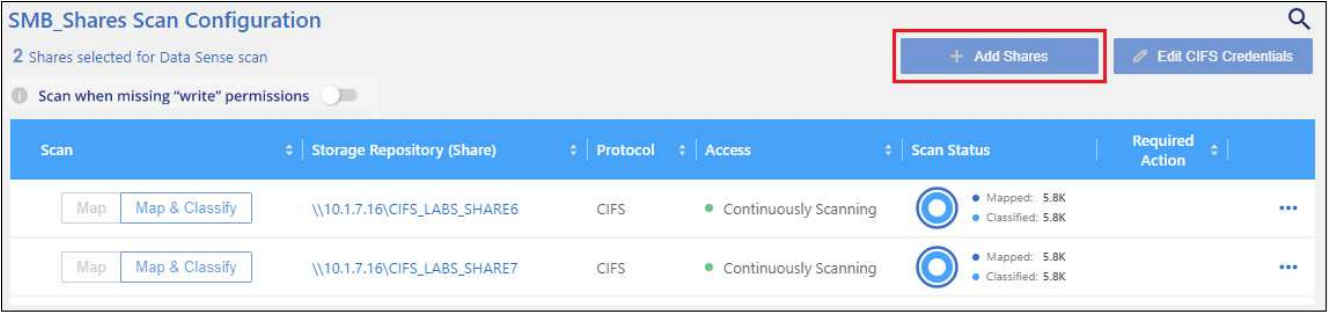 SMB_Shares Scan Configuration
2 Shares selected for Data Sense scan
+ Add Shares
Edit CIFS Credentials
Scan when missing "write" permissions
Scan Storage Repository (Share) Protocol Access Scan Status Required Action
Map Map & Classify \\10.1.7.16\CIFS_LABS_SHARE6 CIFS Continuously Scanning Mapped: 5.8K
Classified: 5.8K
Map Map & Classify \\10.1.7.16\CIFS_LABS_SHARE7 CIFS Continuously Scanning Mapped: 5.8K
Classified: 5.8K